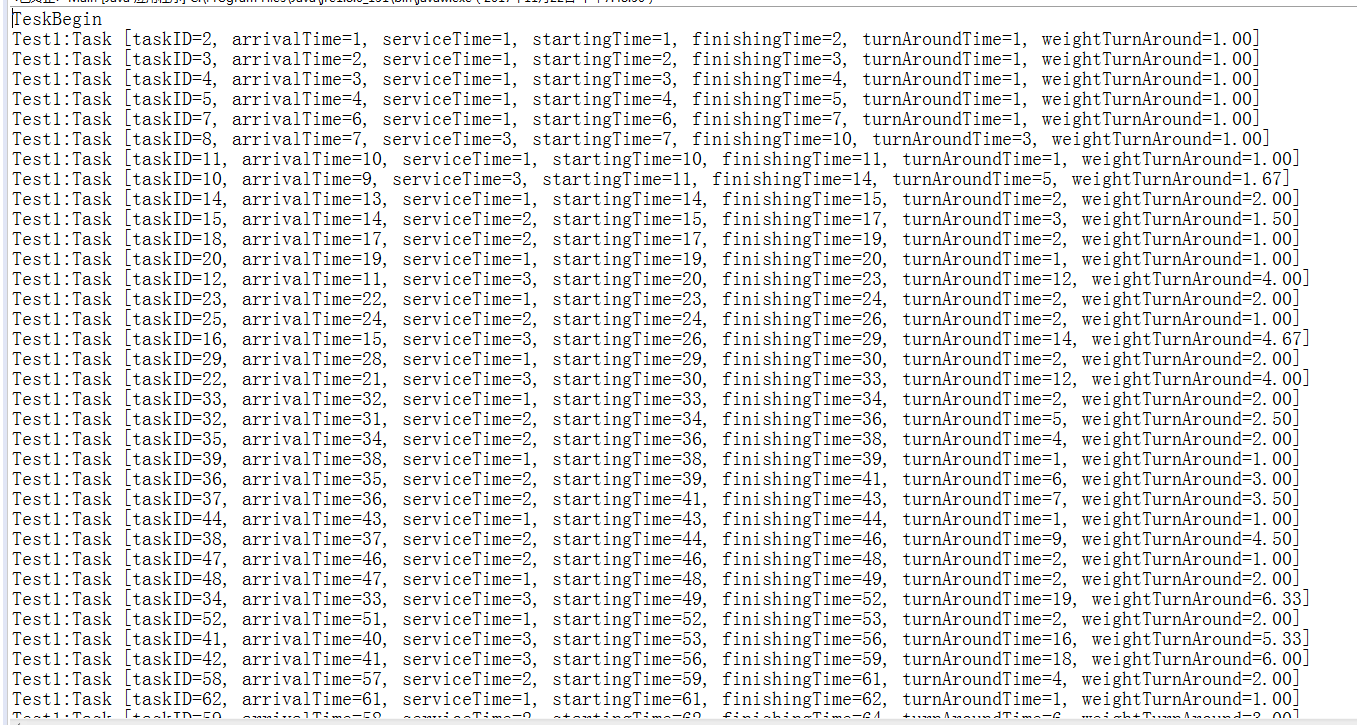 TeskBegin
Test1:Task [taskID=2, arrivalTime=1, serviceTime=1, startingTime=1, finishingTime=2, turnAroundTime=1, weightTurnAround=1.00]
Test1:Task [taskID=3, arrivalTime=2, serviceTime=1, startingTime=2, finishingTime=3, turnAroundTime=1, weightTurnAround=1.00]
Test1:Task [taskID=4, arrivalTime=3, serviceTime=1, startingTime=3, finishingTime=4, turnAroundTime=1, weightTurnAround=1.00]
Test1:Task [taskID=5, arrivalTime=4, serviceTime=1, startingTime=4, finishingTime=5, turnAroundTime=1, weightTurnAround=1.00]
Test1:Task [taskID=7, arrivalTime=6, serviceTime=1, startingTime=6, finishingTime=7, turnAroundTime=1, weightTurnAround=1.00]
Test1:Task [taskID=8, arrivalTime=7, serviceTime=3, startingTime=7, finishingTime=10, turnAroundTime=3, weightTurnAround=1.00]
Test1:Task [taskID=11, arrivalTime=10, serviceTime=1, startingTime=10, finishingTime=11, turnAroundTime=1, weightTurnAround=1.00]
Test1:Task [taskID=10, arrivalTime=9, serviceTime=3, startingTime=11, finishingTime=14, turnAroundTime=5, weightTurnAround=1.67]
Test1:Task [taskID=14, arrivalTime=13, serviceTime=1, startingTime=14, finishingTime=15, turnAroundTime=2, weightTurnAround=2.00]
Test1:Task [taskID=15, arrivalTime=14, serviceTime=2, startingTime=15, finishingTime=17, turnAroundTime=3, weightTurnAround=1.50]
Test1:Task [taskID=18, arrivalTime=17, serviceTime=2, startingTime=17, finishingTime=19, turnAroundTime=2, weightTurnAround=1.00]
Test1:Task [taskID=20, arrivalTime=19, serviceTime=1, startingTime=19, finishingTime=20, turnAroundTime=1, weightTurnAround=1.00]
Test1:Task [taskID=12, arrivalTime=11, serviceTime=3, startingTime=20, finishingTime=23, turnAroundTime=12, weightTurnAround=4.00]
Test1:Task [taskID=23, arrivalTime=22, serviceTime=1, startingTime=23, finishingTime=24, turnAroundTime=2, weightTurnAround=2.00]
Test1:Task [taskID=25, arrivalTime=24, serviceTime=2, startingTime=24, finishingTime=26, turnAroundTime=2, weightTurnAround=1.00]
Test1:Task [taskID=16, arrivalTime=15, serviceTime=3, startingTime=26, finishingTime=29, turnAroundTime=14, weightTurnAround=4.67]
Test1:Task [taskID=29, arrivalTime=28, serviceTime=1, startingTime=29, finishingTime=30, turnAroundTime=2, weightTurnAround=2.00]
Test1:Task [taskID=22, arrivalTime=21, serviceTime=3, startingTime=30, finishingTime=33, turnAroundTime=12, weightTurnAround=4.00]
Test1:Task [taskID=33, arrivalTime=32, serviceTime=1, startingTime=33, finishingTime=34, turnAroundTime=2, weightTurnAround=2.00]
Test1:Task [taskID=32, arrivalTime=31, serviceTime=2, startingTime=34, finishingTime=36, turnAroundTime=5, weightTurnAround=2.50]
Test1:Task [taskID=35, arrivalTime=34, serviceTime=2, startingTime=36, finishingTime=38, turnAroundTime=4, weightTurnAround=2.00]
Test1:Task [taskID=39, arrivalTime=38, serviceTime=1, startingTime=38, finishingTime=39, turnAroundTime=1, weightTurnAround=1.00]
Test1:Task [taskID=36, arrivalTime=35, serviceTime=2, startingTime=39, finishingTime=41, turnAroundTime=6, weightTurnAround=3.00]
Test1:Task [taskID=37, arrivalTime=36, serviceTime=2, startingTime=41, finishingTime=43, turnAroundTime=7, weightTurnAround=3.50]
Test1:Task [taskID=44, arrivalTime=43, serviceTime=1, startingTime=43, finishingTime=44, turnAroundTime=1, weightTurnAround=1.00]
Test1:Task [taskID=38, arrivalTime=37, serviceTime=2, startingTime=44, finishingTime=46, turnAroundTime=9, weightTurnAround=4.50]
Test1:Task [taskID=47, arrivalTime=46, serviceTime=2, startingTime=46, finishingTime=48, turnAroundTime=2, weightTurnAround=1.00]
Test1:Task [taskID=48, arrivalTime=47, serviceTime=1, startingTime=48, finishingTime=49, turnAroundTime=2, weightTurnAround=2.00]
Test1:Task [taskID=34, arrivalTime=33, serviceTime=3, startingTime=49, finishingTime=52, turnAroundTime=19, weightTurnAround=6.33]
Test1:Task [taskID=52, arrivalTime=51, serviceTime=1, startingTime=52, finishingTime=53, turnAroundTime=2, weightTurnAround=2.00]
Test1:Task [taskID=41, arrivalTime=40, serviceTime=3, startingTime=53, finishingTime=56, turnAroundTime=16, weightTurnAround=5.33]
Test1:Task [taskID=42, arrivalTime=41, serviceTime=3, startingTime=56, finishingTime=59, turnAroundTime=18, weightTurnAround=6.00]
Test1:Task [taskID=58, arrivalTime=57, serviceTime=2, startingTime=59, finishingTime=61, turnAroundTime=4, weightTurnAround=2.00]
Test1:Task [taskID=62, arrivalTime=61, serviceTime=1, startingTime=61, finishingTime=62, turnAroundTime=1, weightTurnAround=1.00]